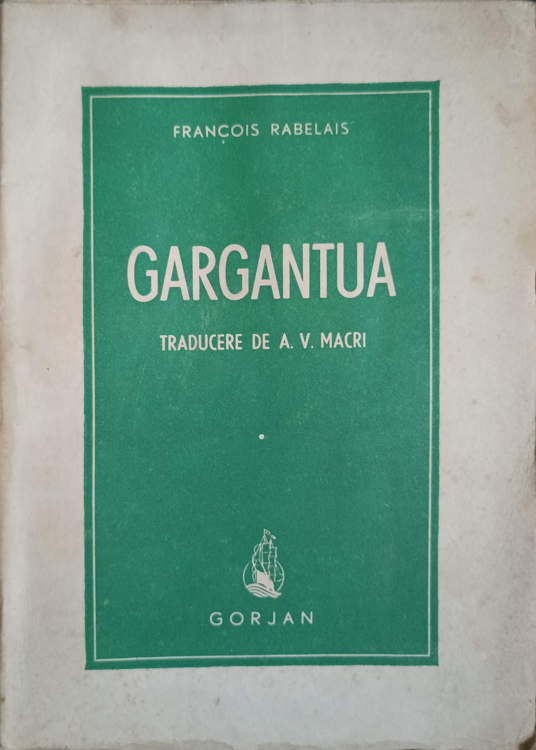 FRANÇOIS RABELAIS
GARGANTUA
TRADUCERE DE A. V. MACRI
GORJAN